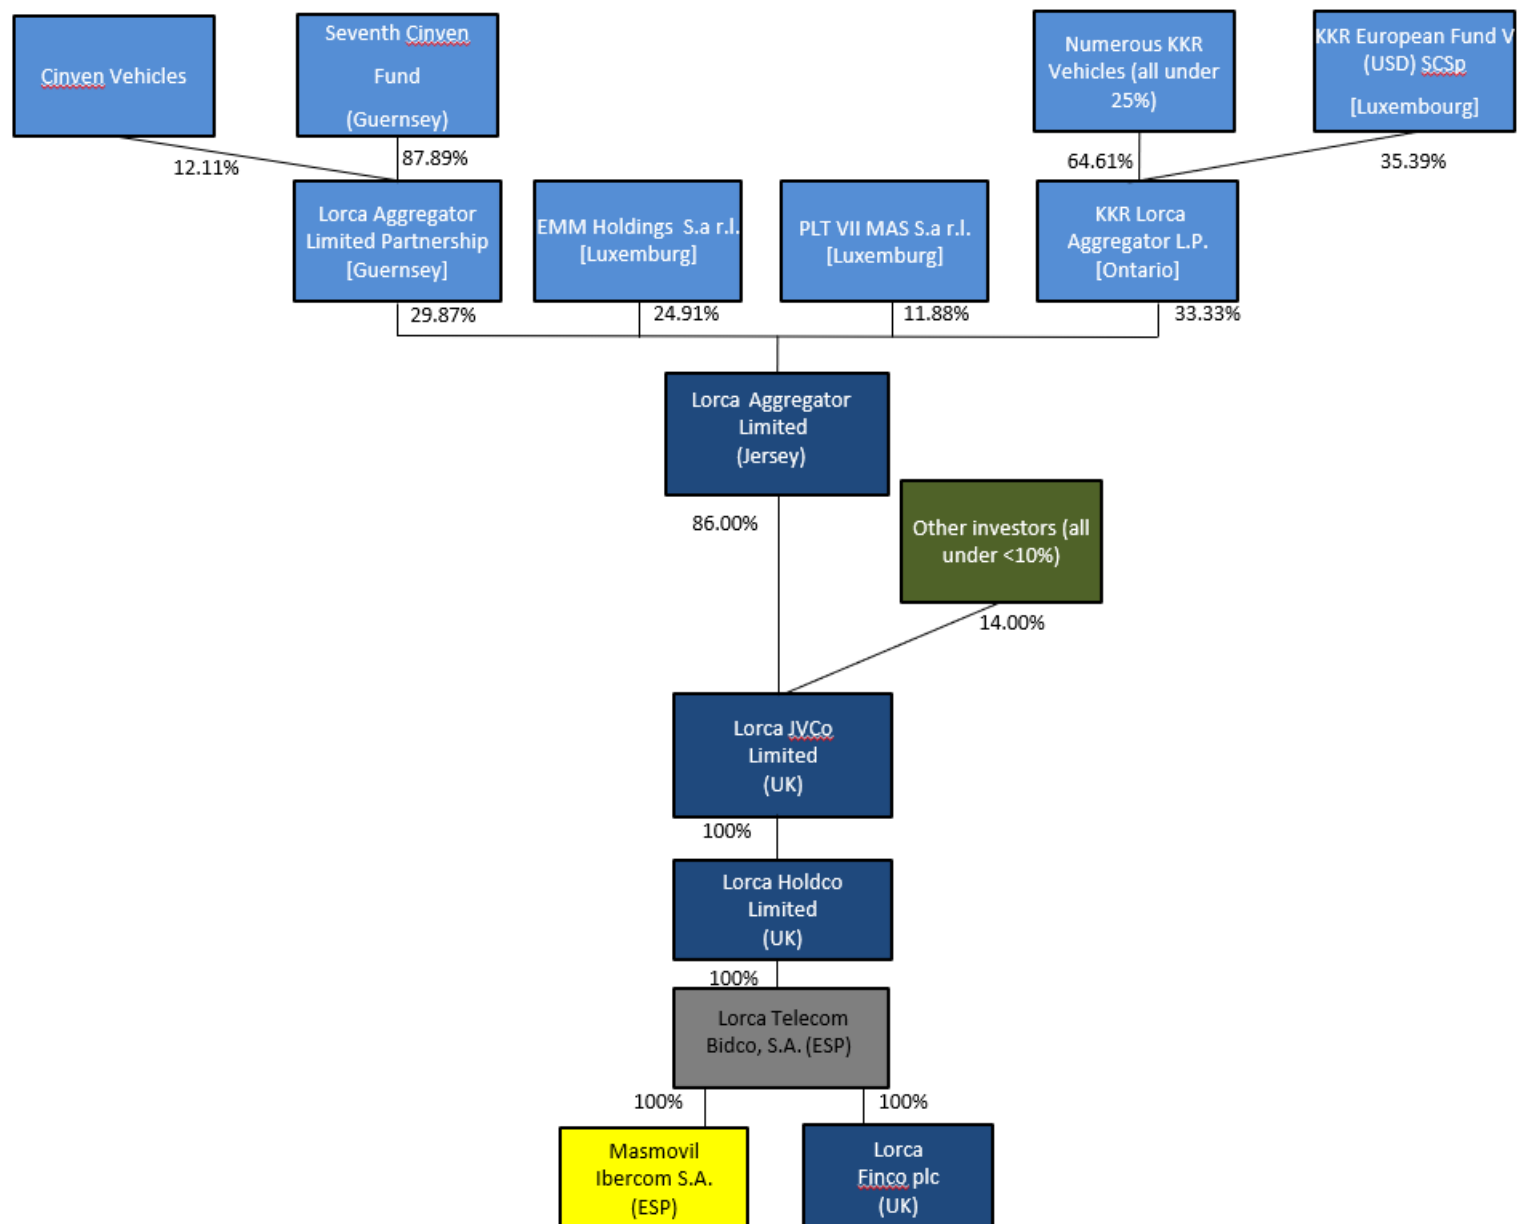 Cinven Vehicles
Seventh Cinven
Fund
(Guernsey)
Numerous KKR
Vehicles (all under
25%)
KKR European Fund V
(USD) SCSp
[Luxembourg]
12.11%
87.89%
64.61%
35.39%
Lorca Aggregator
Limited Partnership
[Guernsey]
EMM Holdings S.a r.l.
[Luxemburg]
PLT VII MAS S.a r.l.
[Luxemburg]
KKR Lorca
Aggregator L.P.
[Ontario]
29.87%
24.91%
11.88%
33.33%
Lorca Aggregator
Limited
(Jersey)
86.00%
Other investors (all
under <10%)
14.00%
Lorca JVCo
Limited
(UK)
100%
Lorca Holdco
Limited
(UK)
100%
Lorca Telecom
Bidco, S.A. (ESP)
100%
100%
Masmovil
Ibercom S.A.
(ESP)
Lorca
Finco plc
(UK)